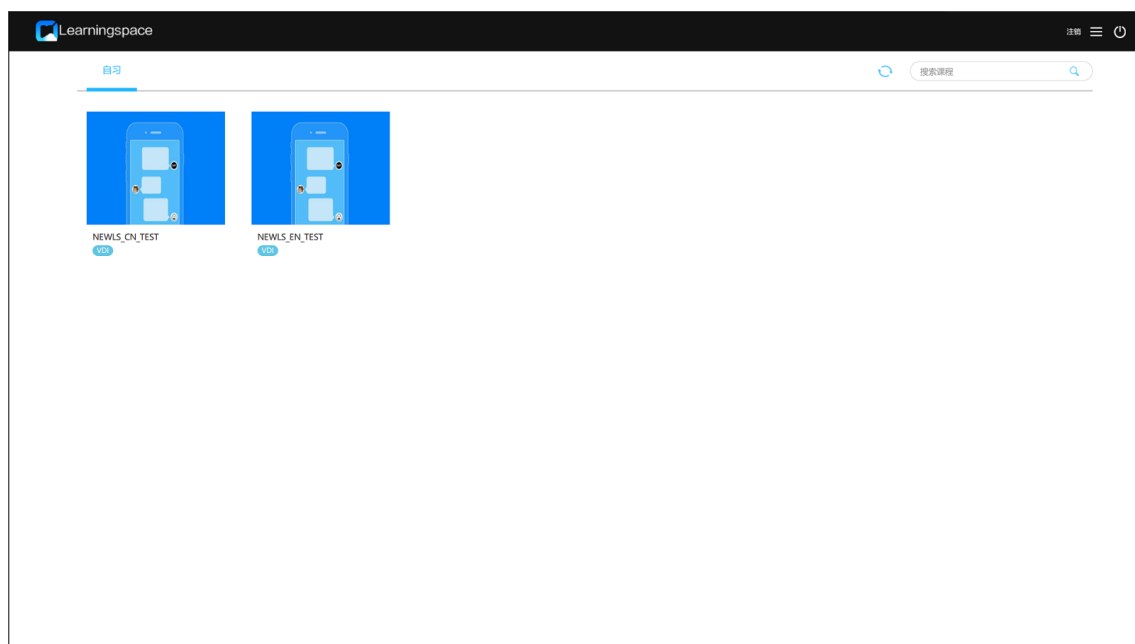 Learningspace
注销
自习
搜索课程
NEWLS_CN_TEST
NEWLS_EN_TEST
VDI
VDI